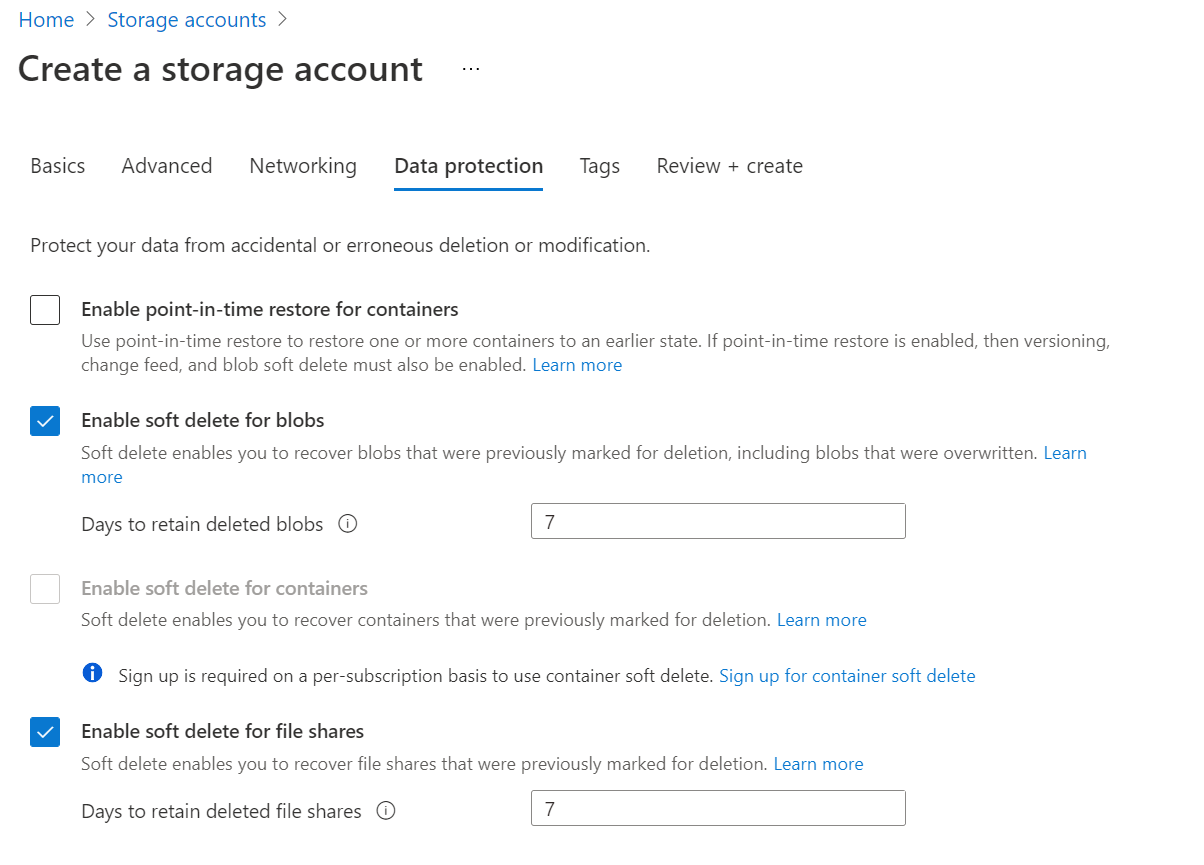 Home > Storage accounts >
Create a storage account ...
Basics Advanced Networking Data protection Tags Review + create
Protect your data from accidental or erroneous deletion or modification.
Enable point-in-time restore for containers
Use point-in-time restore to restore one or more containers to an earlier state. If point-in-time restore is enabled, then versioning,
change feed, and blob soft delete must also be enabled. Learn more
Enable soft delete for blobs
Soft delete enables you to recover blobs that were previously marked for deletion, including blobs that were overwritten. Learn
more
Days to retain deleted blobs 7
Enable soft delete for containers
Soft delete enables you to recover containers that were previously marked for deletion. Learn more
Sign up is required on a per-subscription basis to use container soft delete. Sign up for container soft delete
Enable soft delete for file shares
Soft delete enables you to recover file shares that were previously marked for deletion. Learn more
Days to retain deleted file shares 7